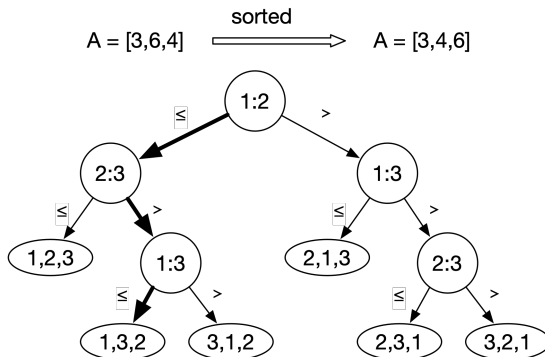 sorted
A = [3,6,4] A = [3,4,6]
1:2
≤ >
2:3 1:3
≤ > ≤ >
1,2,3 1:3 2,1,3 2:3
≤ > ≤ >
1,3,2 3,1,2 2,3,1 3,2,1